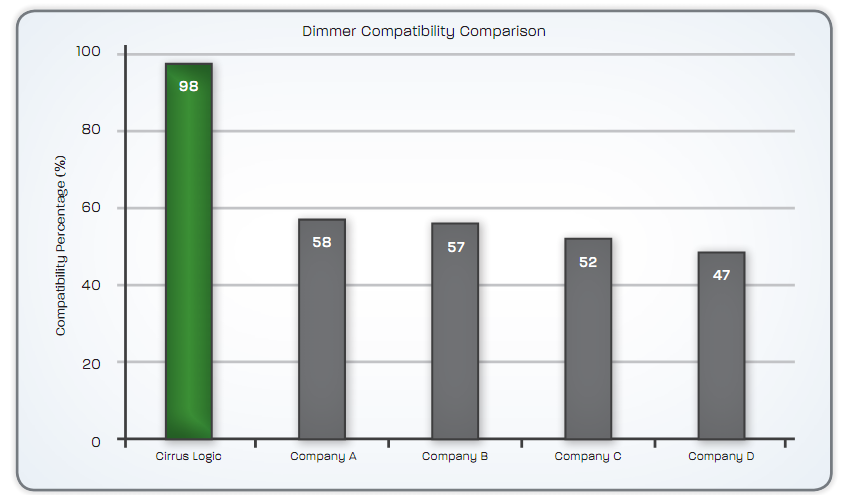 Dimmer Compatibility Comparison
100
80
60
40
20
0
Compatibility Percentage (%)
98
58
57
52
47
Cirrus Logic
Company A
Company B
Company C
Company D